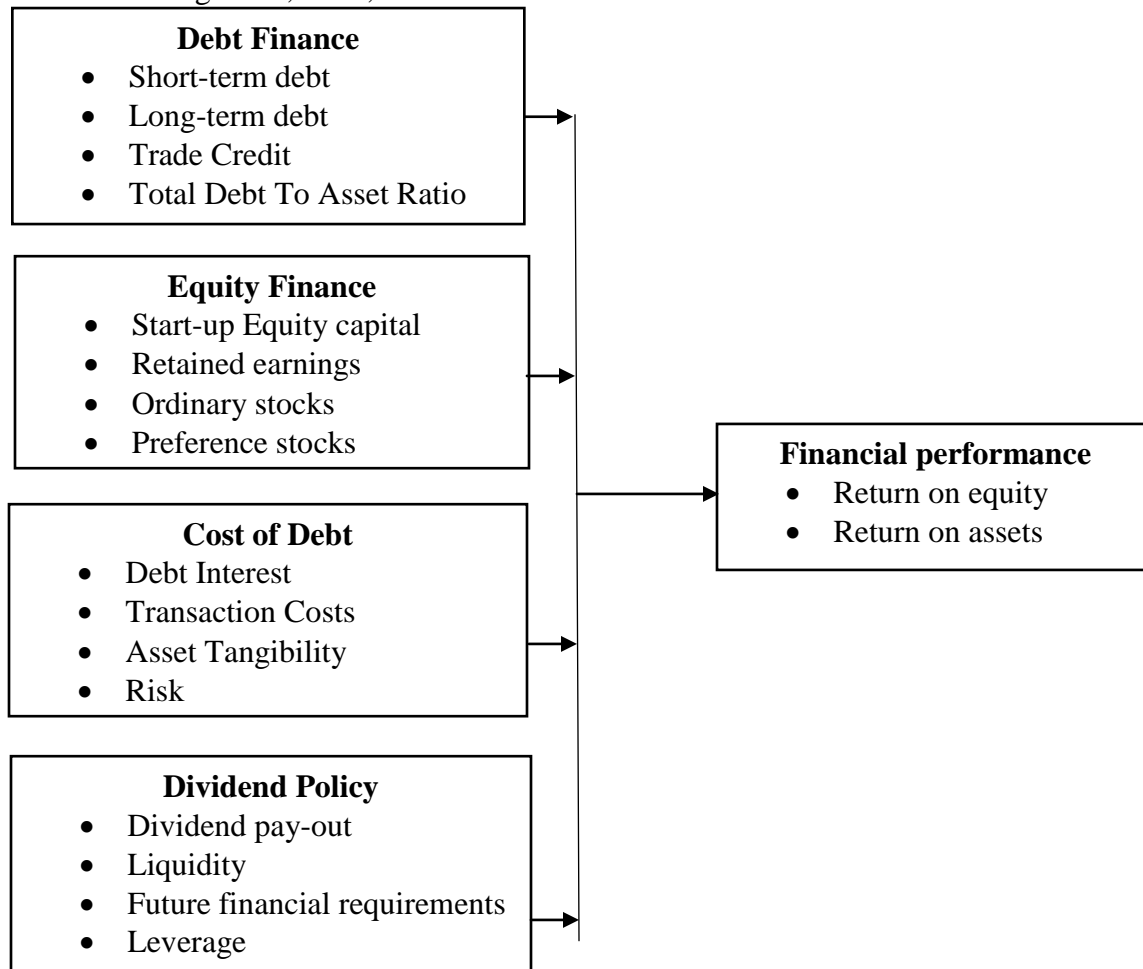 Debt Finance
• Short-term debt
• Long-term debt
• Trade Credit
• Total Debt To Asset Ratio
Equity Finance
• Start-up Equity capital
• Retained earnings
• Ordinary stocks
• Preference stocks
Cost of Debt
• Debt Interest
• Transaction Costs
• Asset Tangibility
• Risk
Dividend Policy
• Dividend pay-out
• Liquidity
• Future financial requirements
• Leverage
Financial performance
• Return on equity
• Return on assets